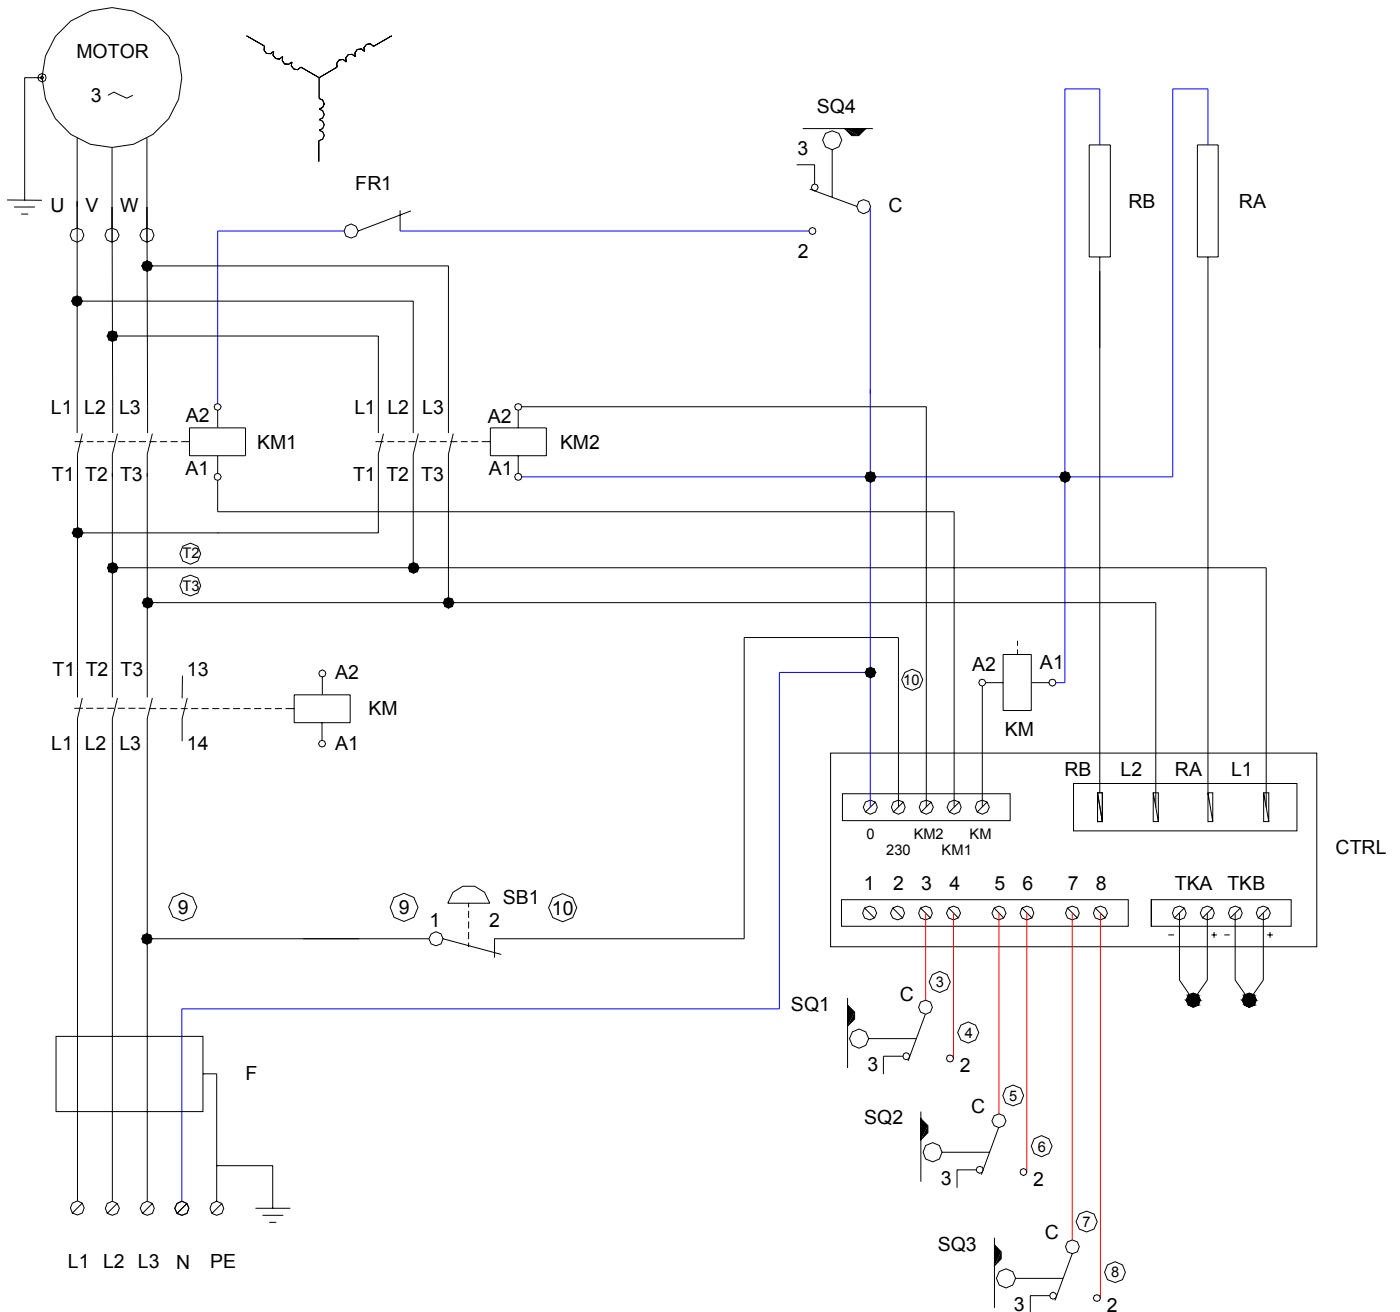 MOTOR
3
SQ4
3
FR1
C
2
RB
RA
U V W
L1 L2 L3
A2
KM1
A1
T1 T2 T3
L1 L2 L3
A2
KM2
A1
T1 T2 T3
T2
T3
T1 T2 T3 13
A2
KM
A1
L1 L2 L3 14
10
A2 A1
KM
RB L2 RA L1
0 KM2 KM
230 KM1
CTRL
1 2 3 4 5 6 7 8
TKA TKB
- + - +
9
9
1 2
SB1
10
SQ1
C
3
4
3
2
SQ2
C
5
6
3
2
SQ3
C
7
8
3
2
F
L1 L2 L3 N PE